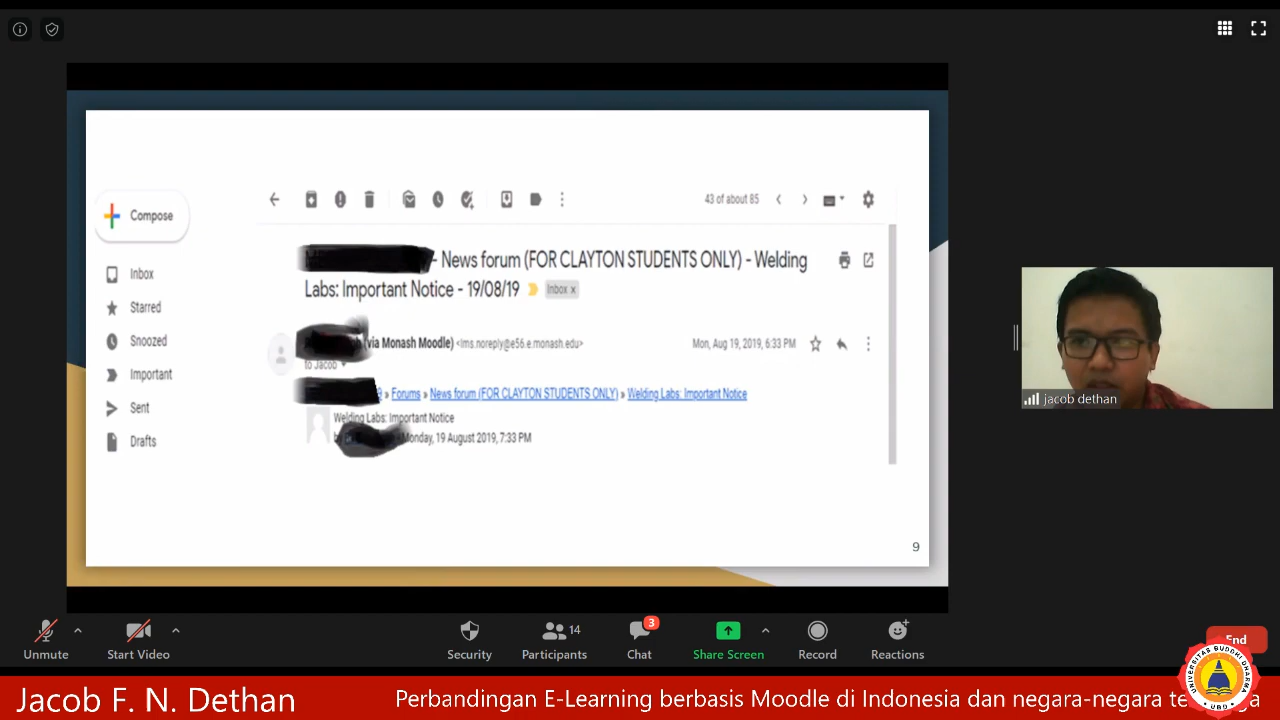 Compose
Inbox
Starred
Snoozed
Important
Sent
Drafts
43 of about 85
- News forum (FOR CLAYTON STUDENTS ONLY) - Welding
Labs: Important Notice - 19/08/19
Inbox x
(via Monash Moodle) <lms.noreply@e56.e.monash.edu>
Mon, Aug 19, 2019, 6:33 PM
to Jacob
» Forums » News forum (FOR CLAYTON STUDENTS ONLY) » Welding Labs: Important Notice
Welding Labs: Important Notice
Monday, 19 August 2019, 7:33 PM
9
jacob dethan
Unmute
Start Video
Security
14
Participants
3
Chat
Share Screen
Record
Reactions
End
UNIVERSITAS BUDDHI DHARMA
UBD
Jacob F. N. Dethan
Perbandingan E-Learning berbasis Moodle di Indonesia dan negara-negara